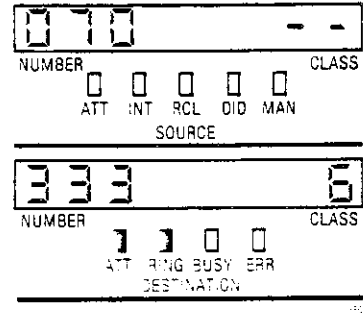 070 --
NUMBER CLASS
ATT INT RCL DID MAN
SOURCE
333 6
NUMBER CLASS
ATT RING BUSY ERR
DESTINATION